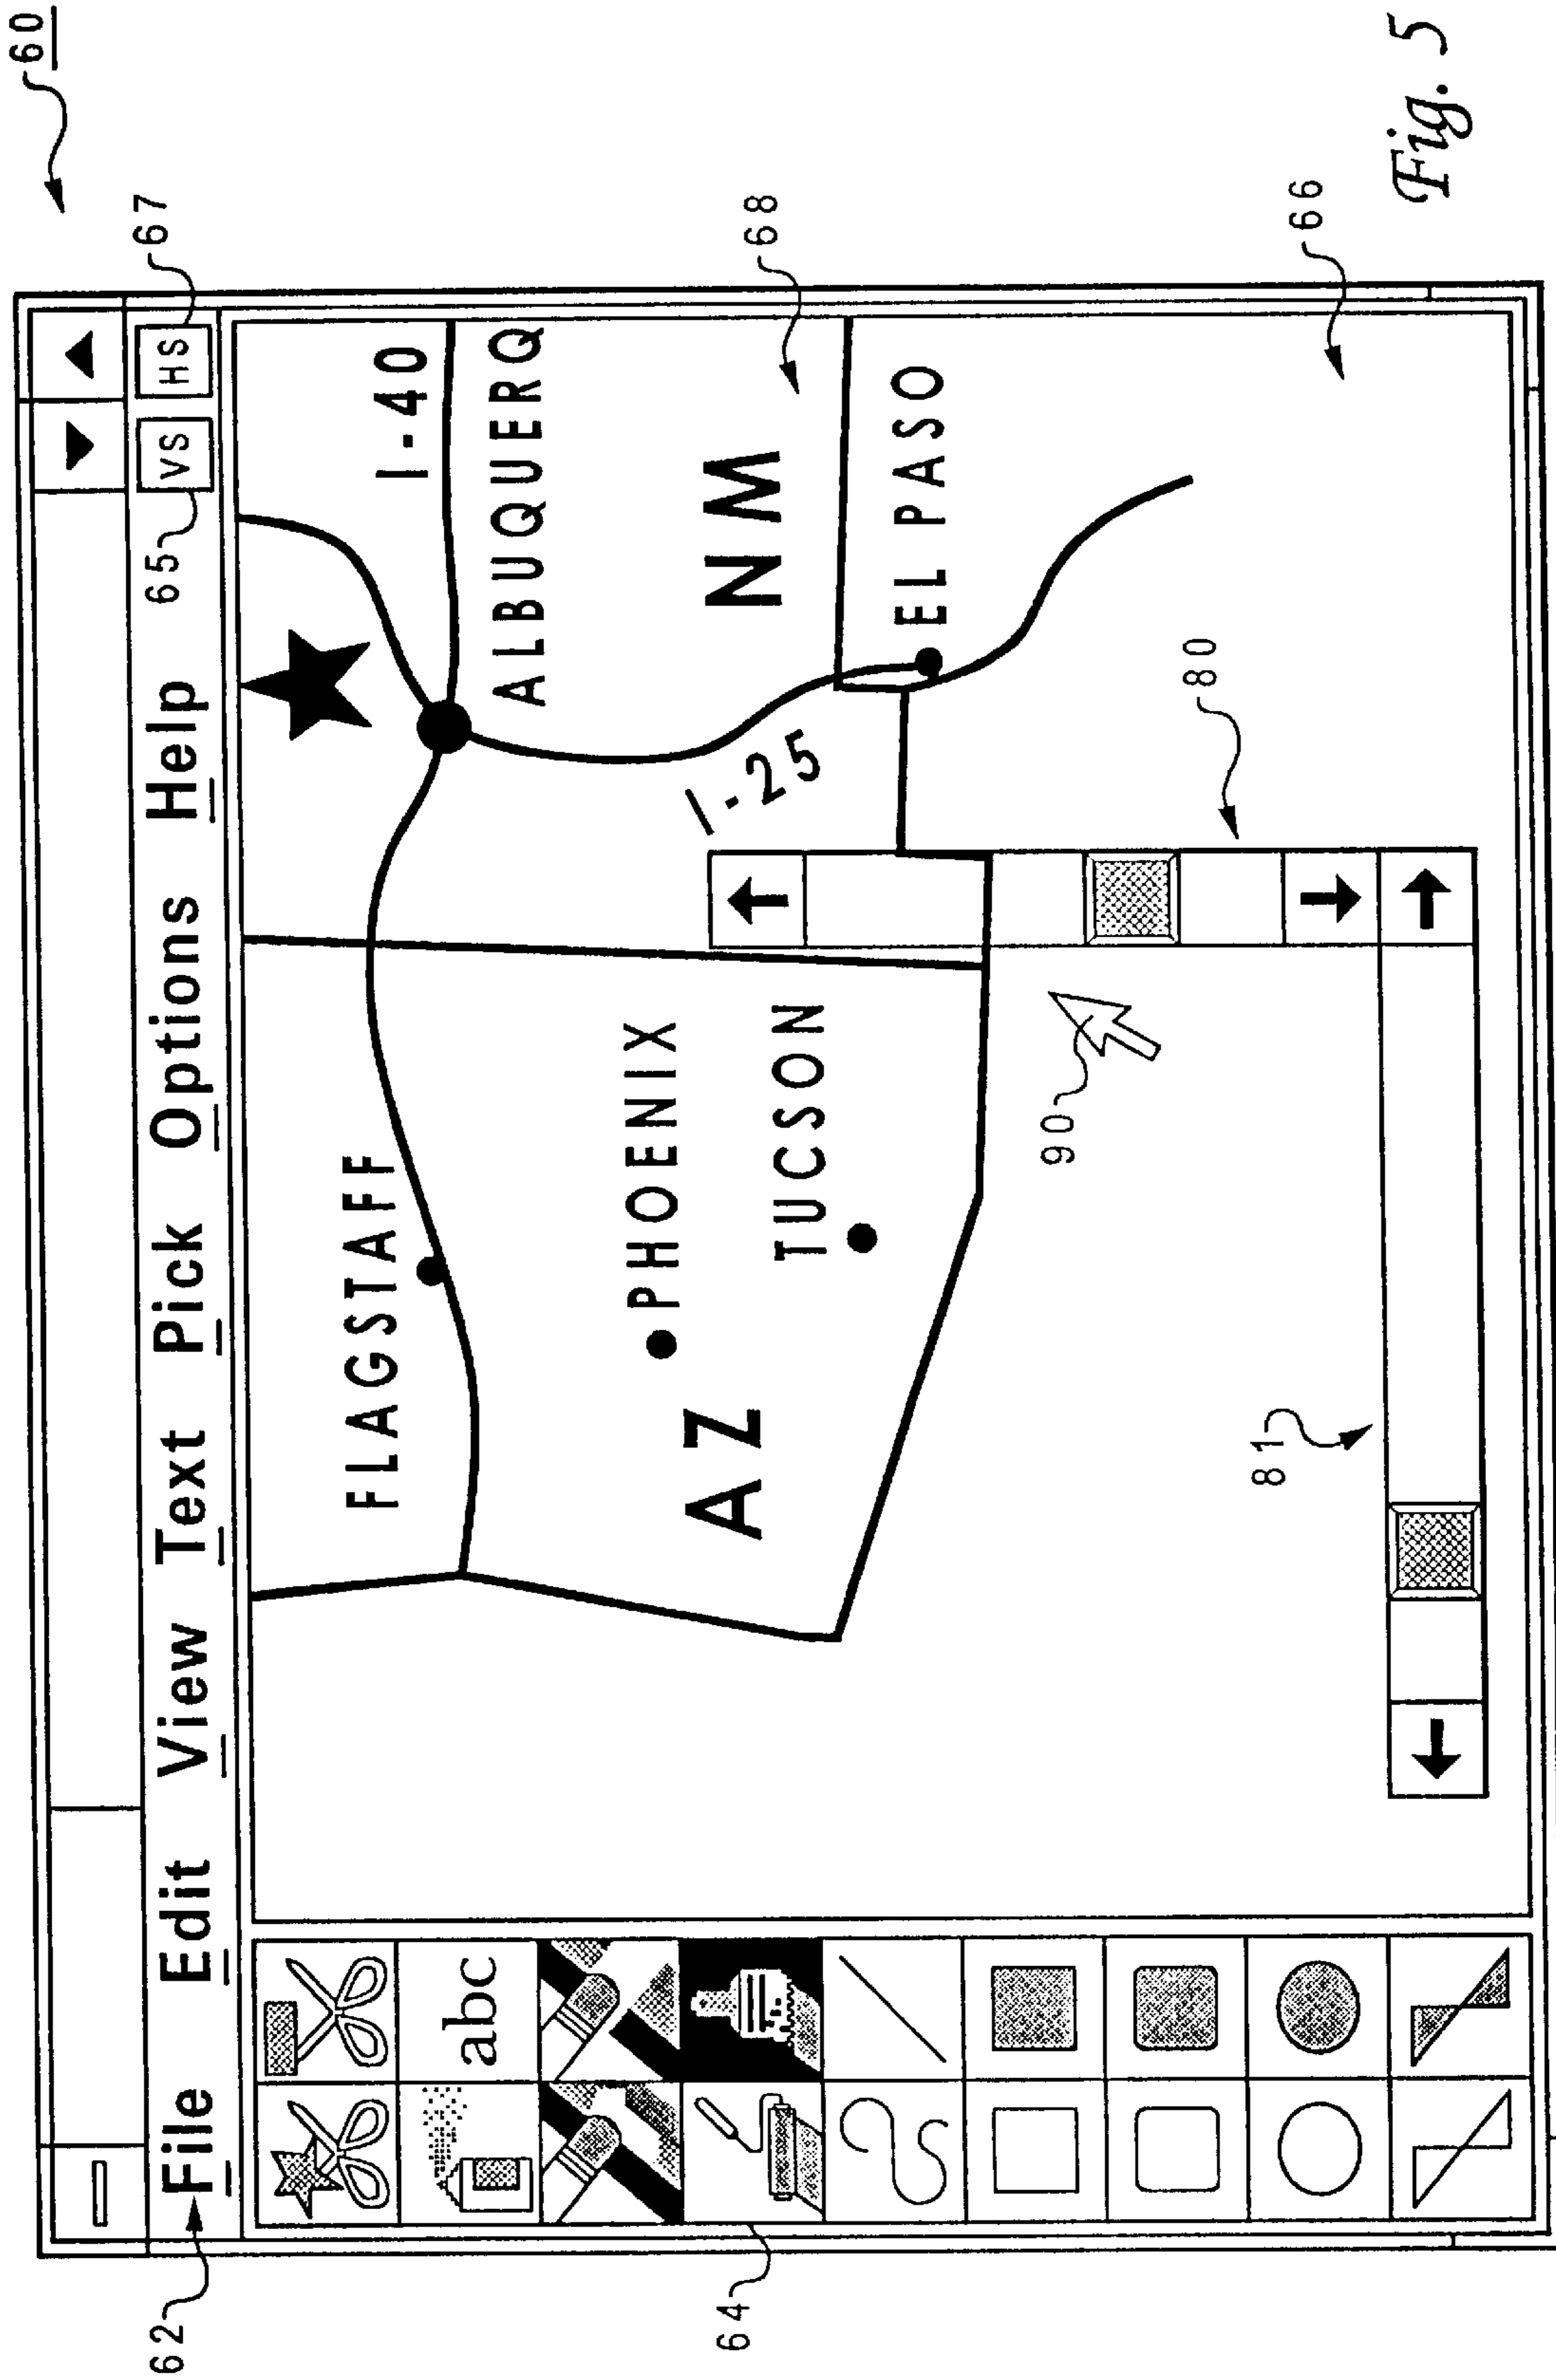 60
67
VS HS
65
62
File Edit View Text Pick Options Help
I-40
FLAGSTAFF
ALBUQUERQ
abc
PHOENIX
AZ
NM
68
64
I-25
TUCSON
EL PASO
90
80
81
66
Fig. 5